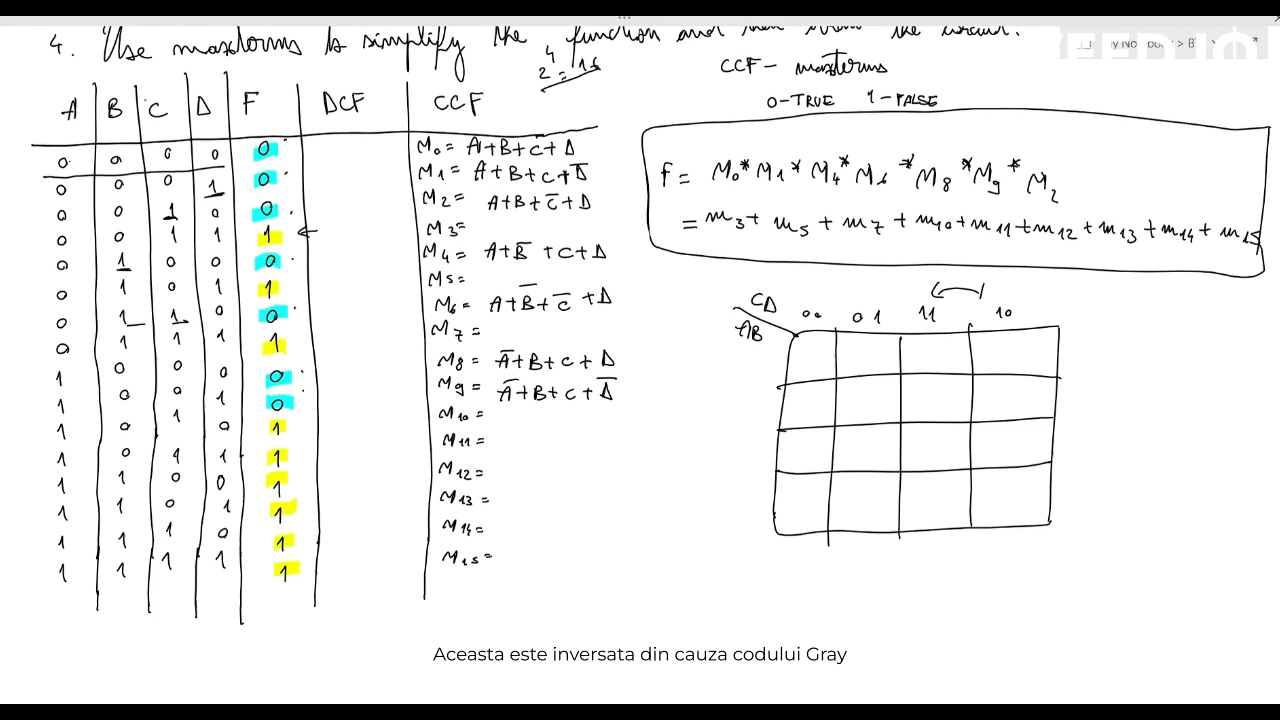 4. Use maxterms to simplify the function and then draw the circuit.
2⁴ = 16
CCF - maxterms
0-TRUE 1-FALSE
A B C D F DCF CCF
0 0 0 0 0 M0 = A+B+C+D
0 0 0 1 0 M1 = A+B+C+D̅
0 0 1 0 0 M2 = A+B+C̅+D
0 0 1 1 1 M3=
0 1 0 0 0 M4 = A+B̅+C+D
0 1 0 1 1 M5=
0 1 1 0 0 M6= A+B̅+C̅+D
0 1 1 1 1 M7=
1 0 0 0 0 M8= A̅+B+C+D
1 0 0 1 0 M9= A̅+B+C+D̅
1 0 1 0 1 M10=
1 0 1 1 1 M11=
1 1 0 0 1 M12=
1 1 0 1 1 M13=
1 1 1 0 1 M14=
1 1 1 1 1 M15=
f= M0*M1*M4*M6*M8*M9*M2
= m3+m5+m7+m10+m11+m12+m13+m14+m15
CD
AB
00 01 11 10
Aceasta este inversata din cauza codului Gray